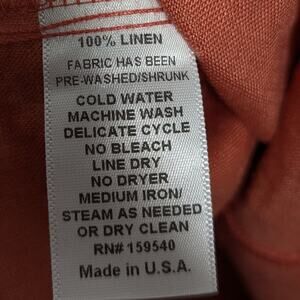 100% LINEN
FABRIC HAS BEEN
PRE-WASHED/SHRUNK
COLD WATER
MACHINE WASH
DELICATE CYCLE
NO BLEACH
LINE DRY
NO DRYER
MEDIUM IRON/
STEAM AS NEEDED
OR DRY CLEAN
RN# 159540
Made in U.S.A.